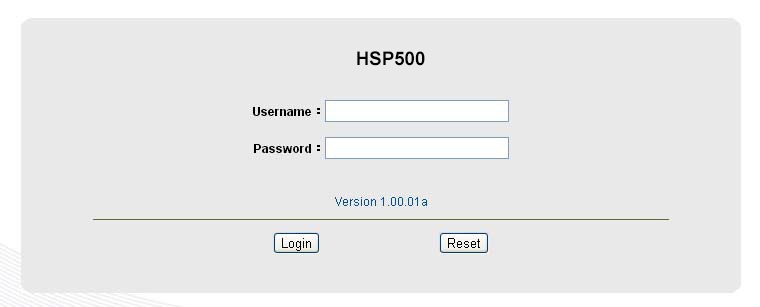 HSP500
Username :
Password :
Version 1.00.01a
Login Reset